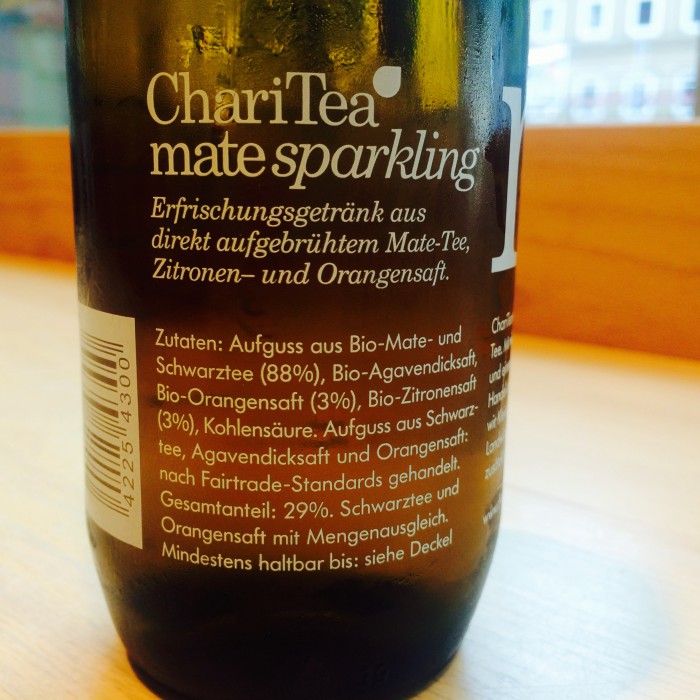 ChariTea
mate sparkling
Erfrischungsgetränk aus
direkt aufgebrühtem Mate-Tee,
Zitronen– und Orangensaft.
Zutaten: Aufguss aus Bio-Mate- und
Schwarztee (88%), Bio-Agavendicksaft,
Bio-Orangensaft (3%), Bio-Zitronensaft
(3%), Kohlensäure. Aufguss aus Schwarz-
tee, Agavendicksaft und Orangensaft:
nach Fairtrade-Standards gehandelt.
Gesamtanteil: 29%. Schwarztee und
Orangensaft mit Mengenausgleich.
Mindestens haltbar bis: siehe Deckel
4225 4300
Tee.
und